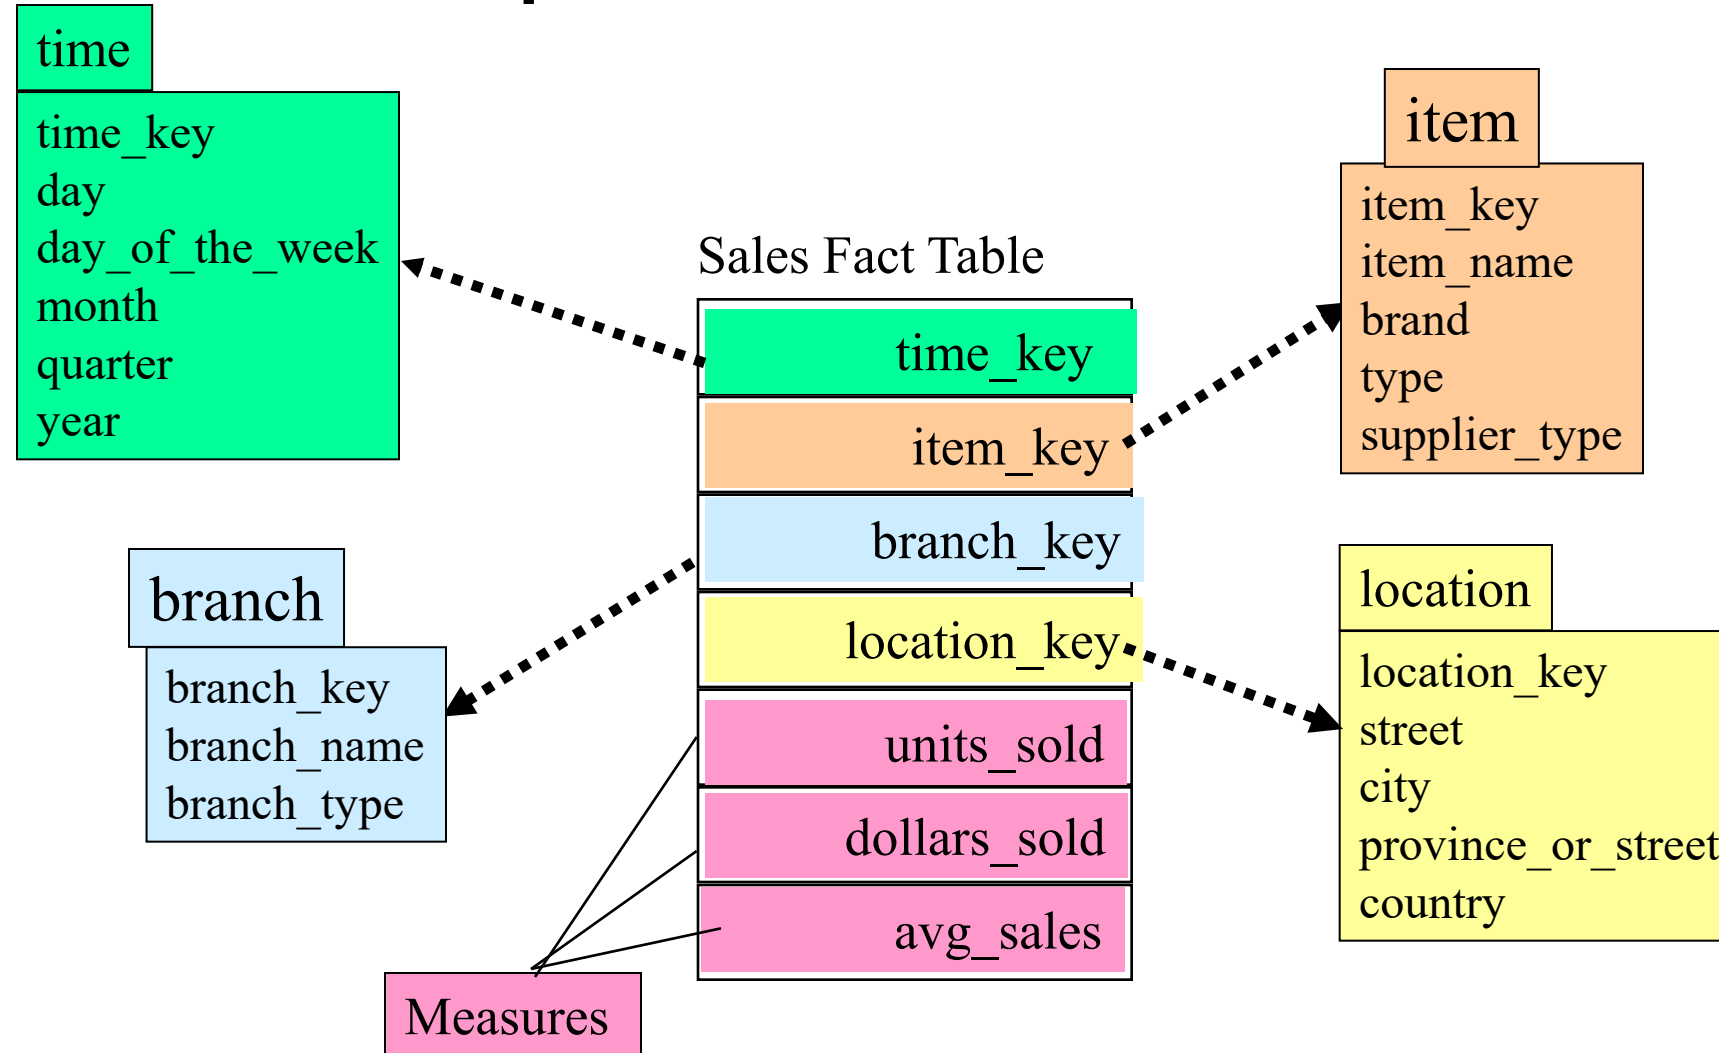 time
time_key
day
day_of_the_week
month
quarter
year
item
item_key
item_name
brand
type
supplier_type
Sales Fact Table
time_key
item_key
branch_key
location_key
units_sold
dollars_sold
avg_sales
branch
branch_key
branch_name
branch_type
location
location_key
street
city
province_or_street
country
Measures